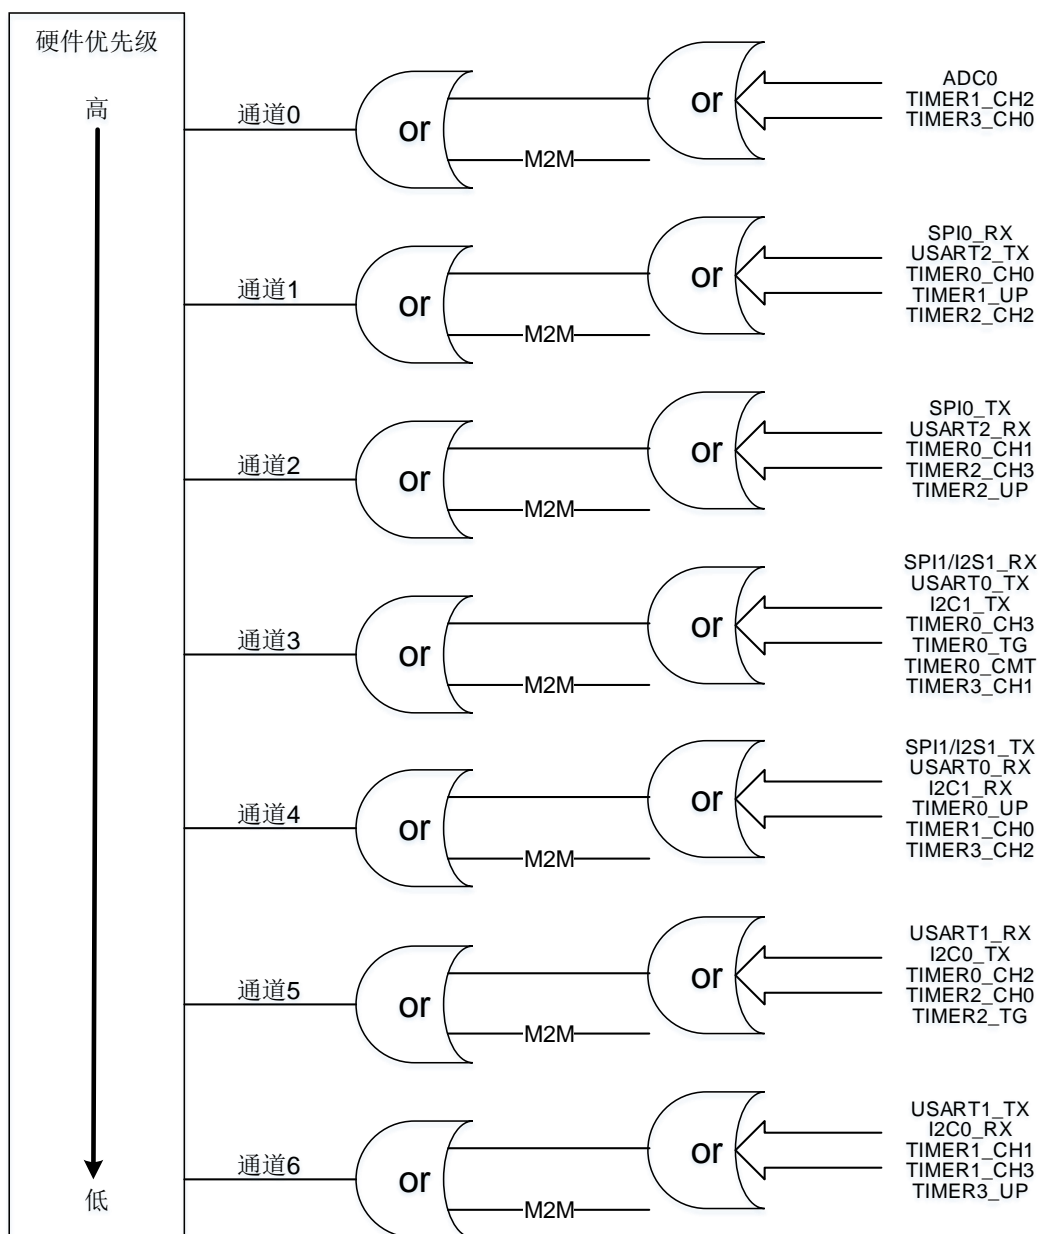 硬件优先级
高
通道0
or
M2M
or
ADC0
TIMER1_CH2
TIMER3_CH0
通道1
or
M2M
or
SPI0_RX
USART2_TX
TIMER0_CH0
TIMER1_UP
TIMER2_CH2
通道2
or
M2M
or
SPI0_TX
USART2_RX
TIMER0_CH1
TIMER2_CH3
TIMER2_UP
通道3
or
M2M
or
SPI1/I2S1_RX
USART0_TX
I2C1_TX
TIMER0_CH3
TIMER0_TG
TIMER0_CMT
TIMER3_CH1
通道4
or
M2M
or
SPI1/I2S1_TX
USART0_RX
I2C1_RX
TIMER0_UP
TIMER1_CH0
TIMER3_CH2
通道5
or
M2M
or
USART1_RX
I2C0_TX
TIMER0_CH2
TIMER2_CH0
TIMER2_TG
通道6
or
M2M
or
USART1_TX
I2C0_RX
TIMER1_CH1
TIMER1_CH3
TIMER3_UP
低